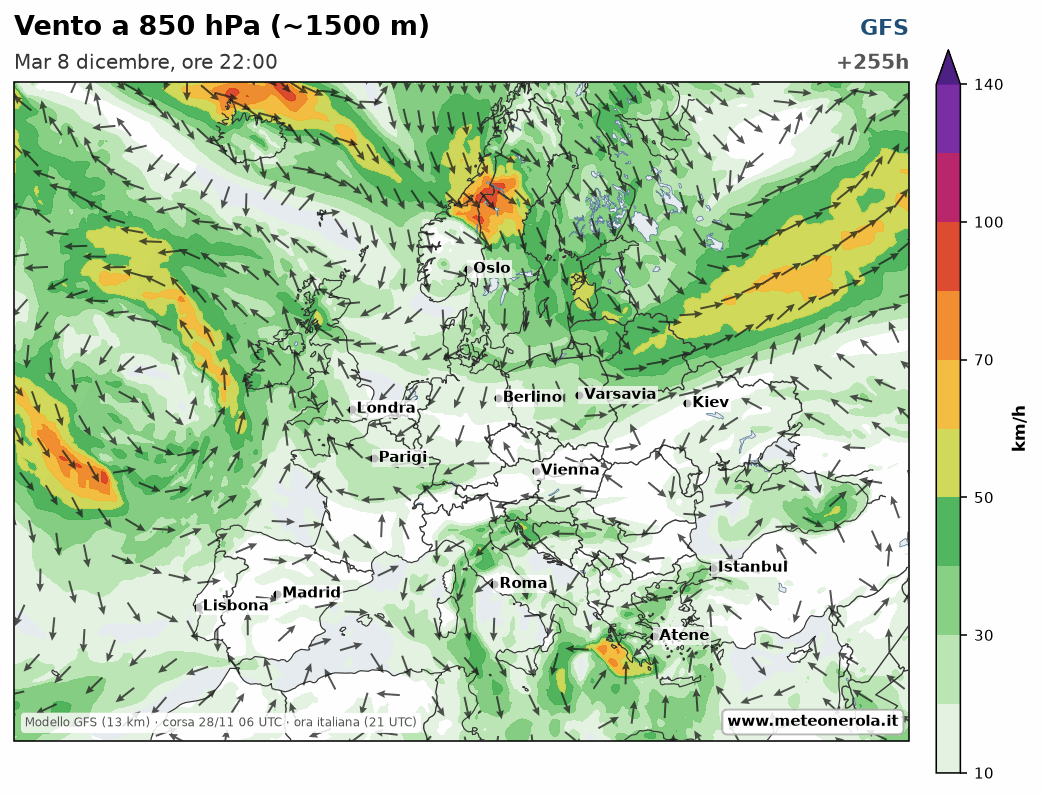 Vento a 850 hPa (~1500 m)
GFS
Mar 8 dicembre, ore 22:00
+255h
140
100
70
50
30
10
km/h
Oslo
Berlino
Varsavia
Kiev
Londra
Parigi
Vienna
Istanbul
Roma
Madrid
Lisbona
Atene
Modello GFS (13 km) · corsa 28/11 06 UTC · ora italiana (21 UTC)
www.meteonerola.it